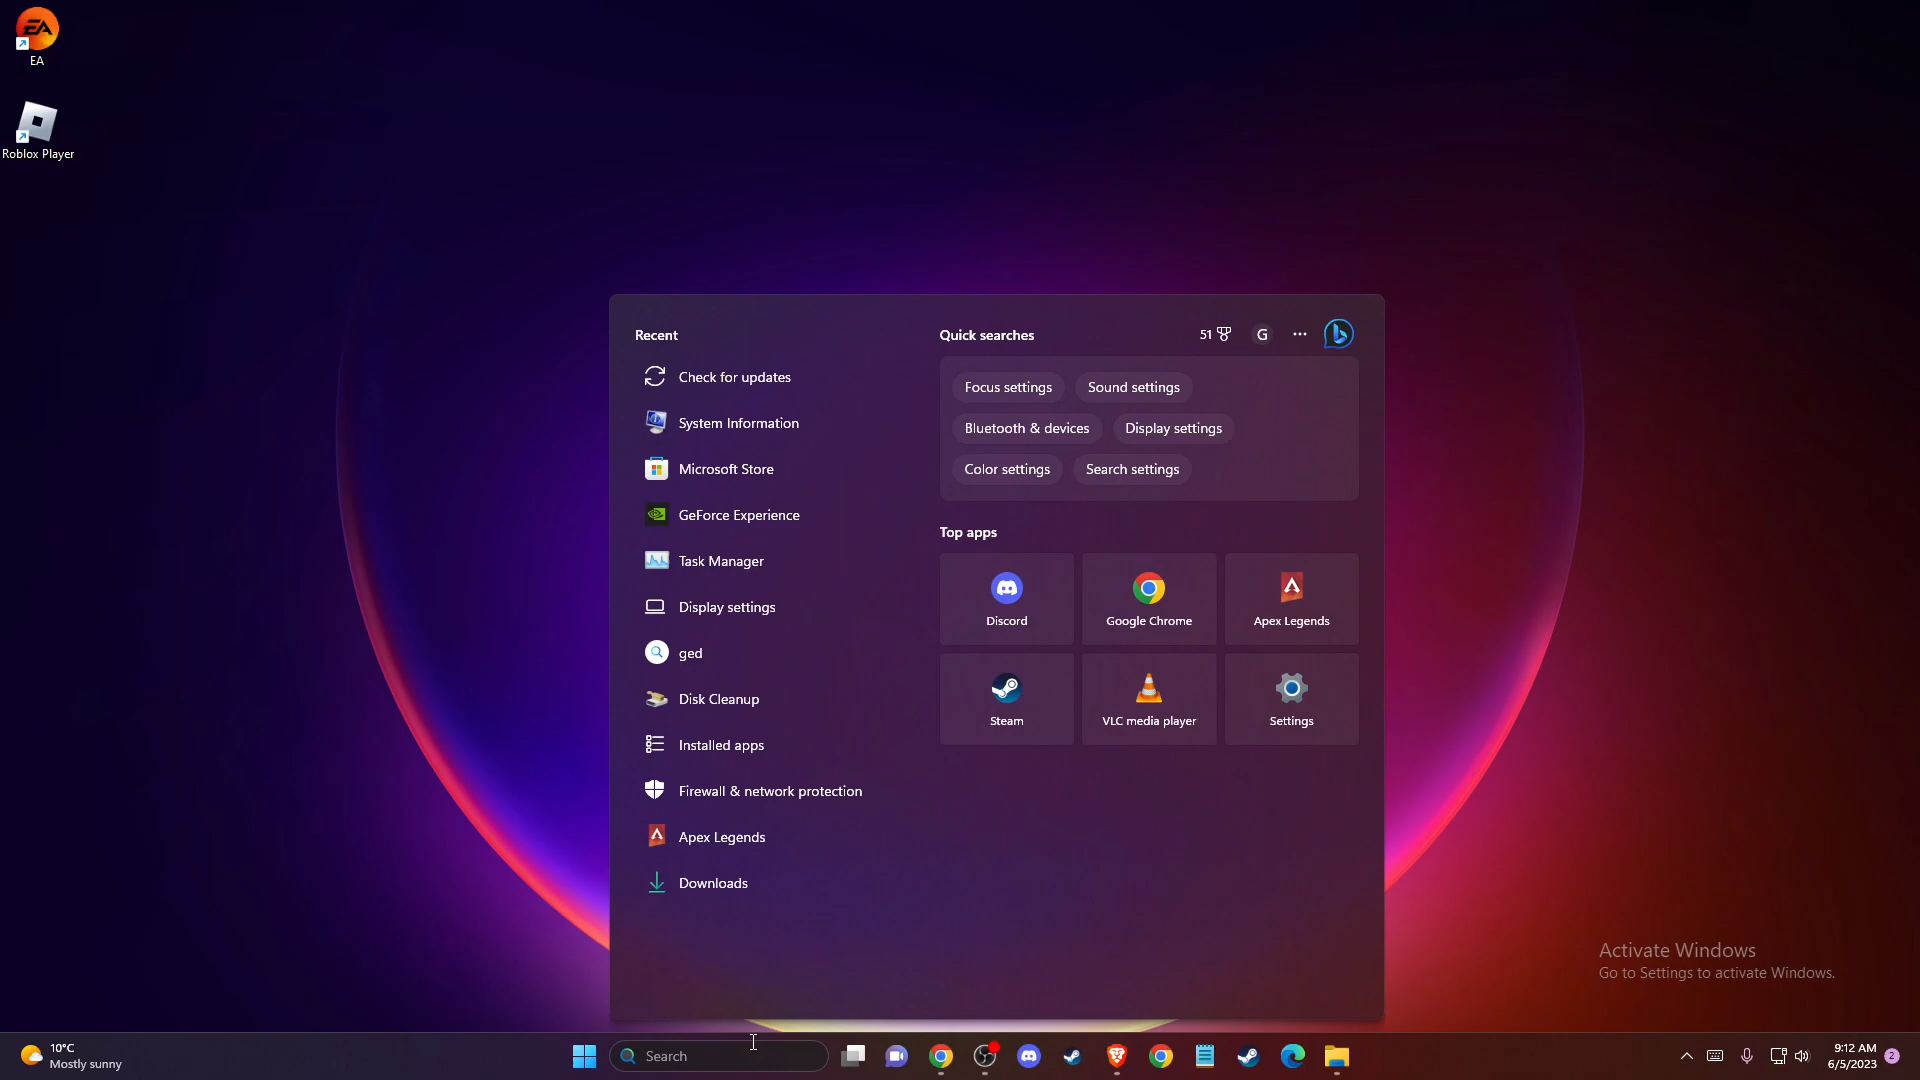 EA
Roblox Player
Recent
Check for updates
System Information
Microsoft Store
GeForce Experience
Task Manager
Display settings
ged
Disk Cleanup
Installed apps
Firewall & network protection
Apex Legends
Downloads
Quick searches
51
G
Focus settings
Sound settings
Bluetooth & devices
Display settings
Color settings
Search settings
Top apps
Discord
Google Chrome
Apex Legends
Steam
VLC media player
Settings
Activate Windows
Go to Settings to activate Windows.
10°C
Mostly sunny
Search
9:12 AM
6/5/2023
2